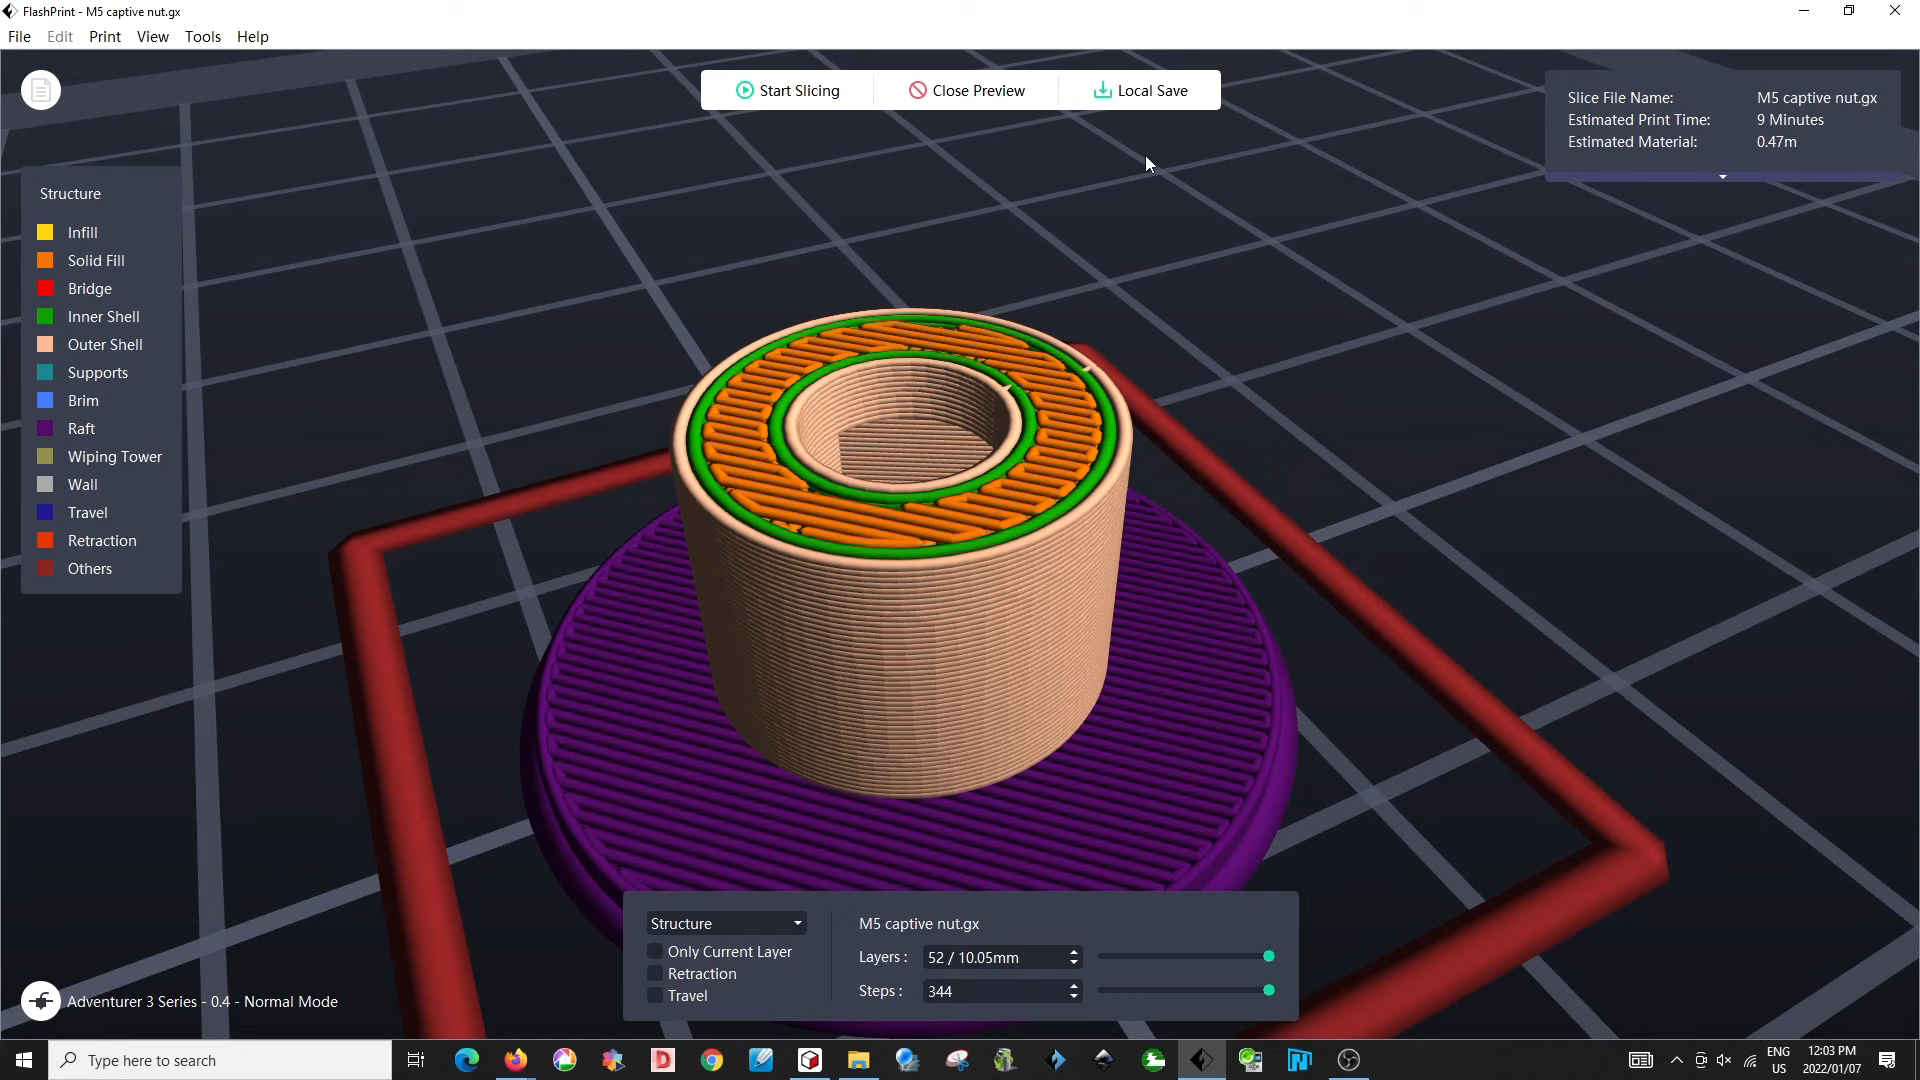 FlashPrint - M5 captive nut.gx
File Edit Print View Tools Help
Start Slicing Close Preview Local Save
Slice File Name: M5 captive nut.gx
Estimated Print Time: 9 Minutes
Estimated Material: 0.47m
Structure
Infill
Solid Fill
Bridge
Inner Shell
Outer Shell
Supports
Brim
Raft
Wiping Tower
Wall
Travel
Retraction
Others
Structure
Only Current Layer
Retraction
Travel
M5 captive nut.gx
Layers : 52 / 10.05mm
Steps : 344
Adventurer 3 Series - 0.4 - Normal Mode
Type here to search
D
ENG
US
12:03 PM
2022/01/07